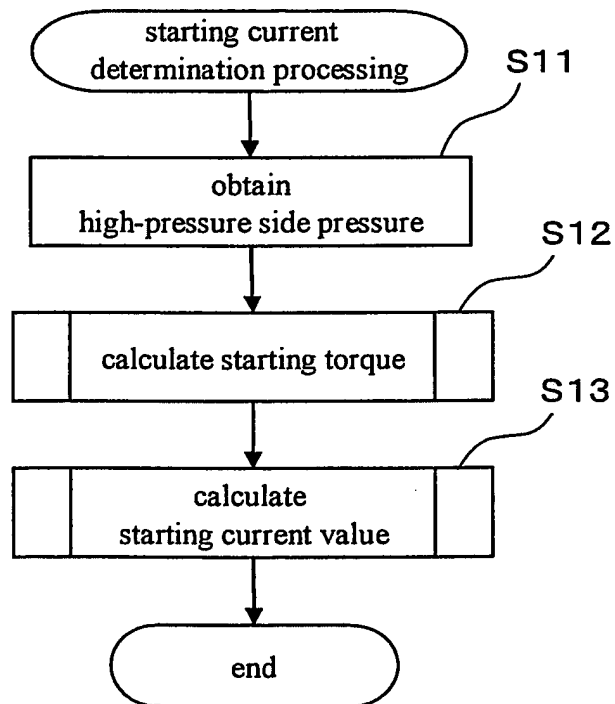 starting current
determination processing
S11
obtain
high-pressure side pressure
S12
calculate starting torque
S13
calculate
starting current value
end